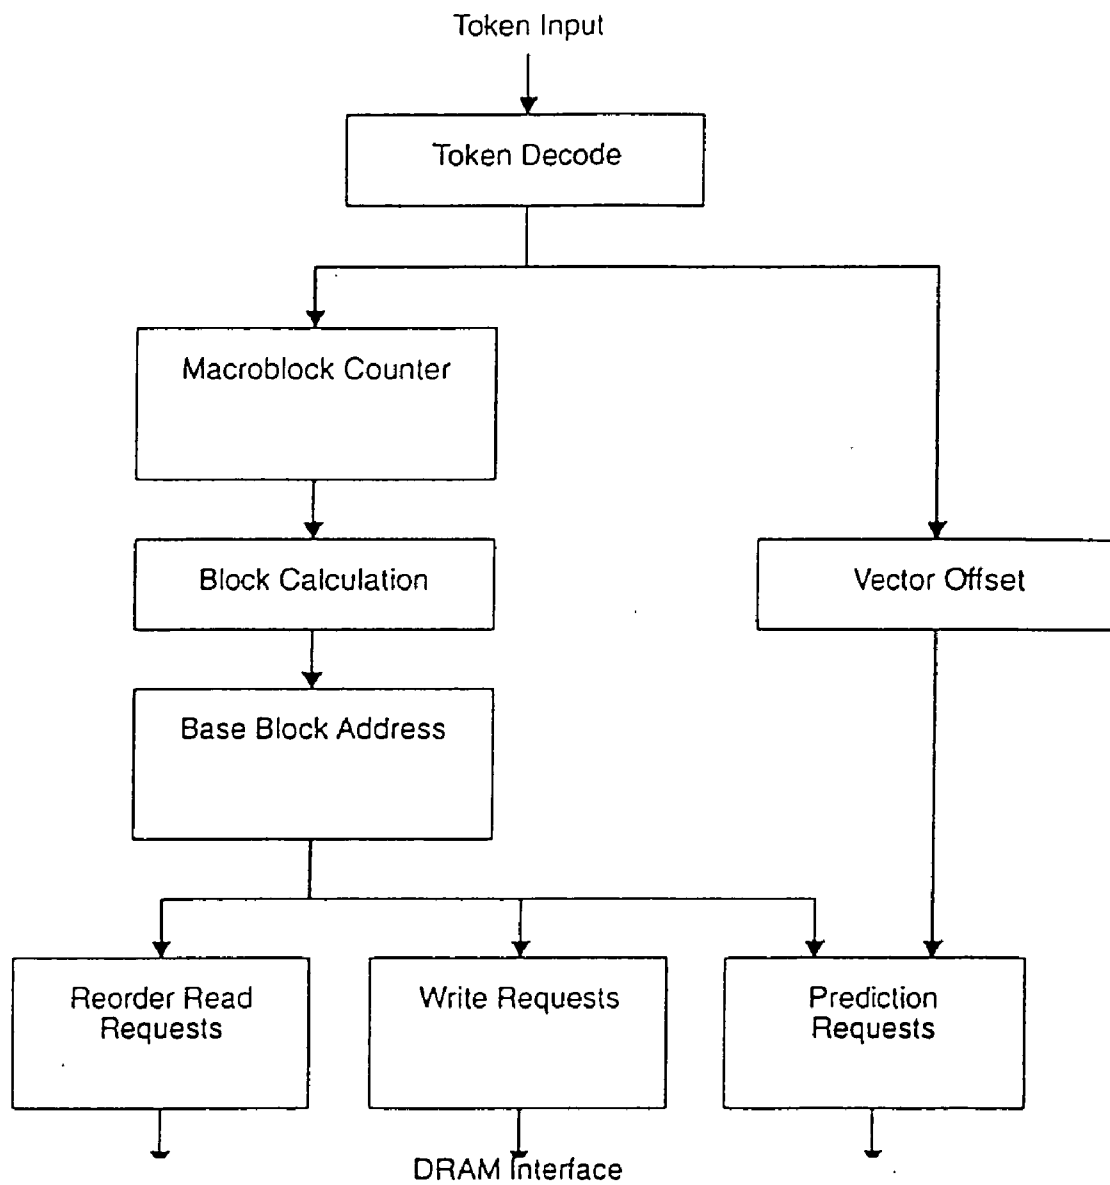 Token Input
Token Decode
Macroblock Counter
Block Calculation
Vector Offset
Base Block Address
Reorder Read
Requests
Write Requests
Prediction
Requests
DRAM Interface